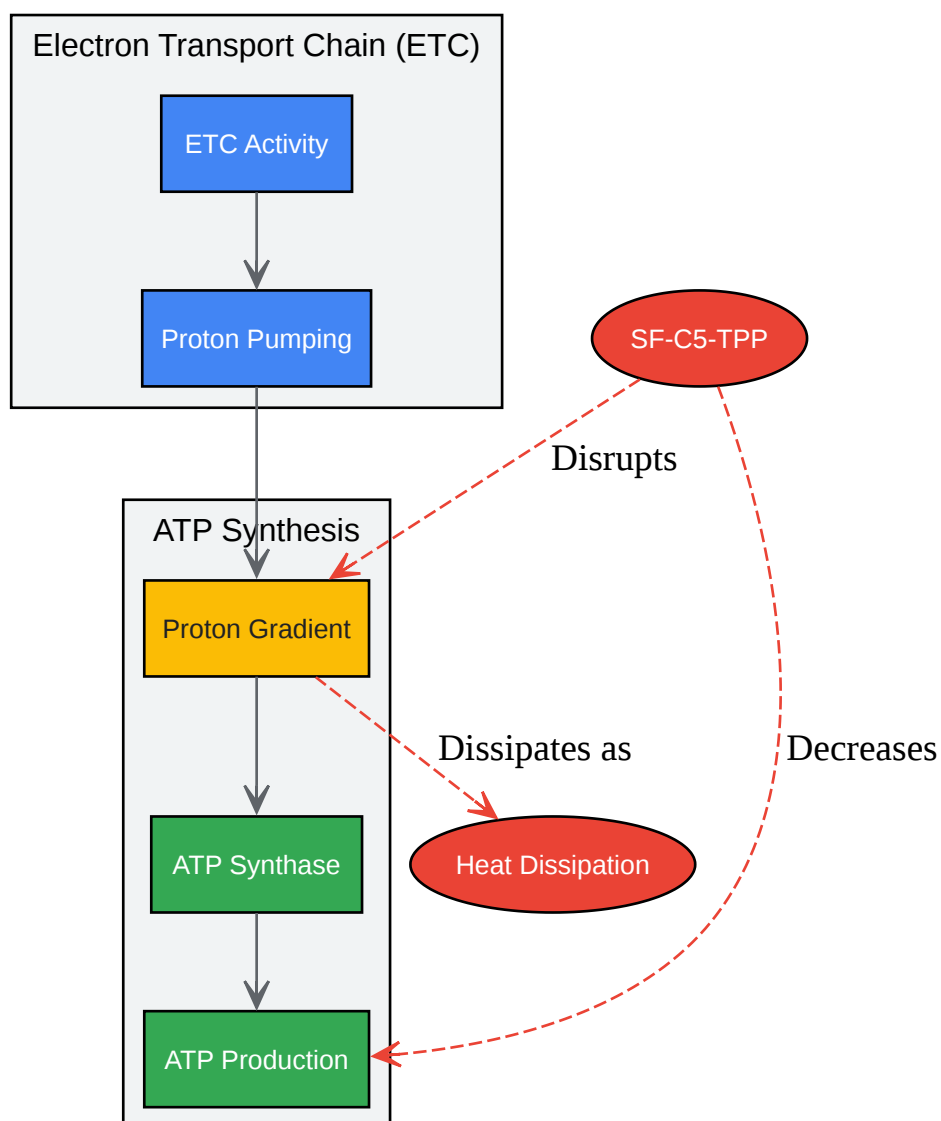 Electron Transport Chain (ETC)
ETC Activity
Proton Pumping
SF-C5-TPP
Disrupts
ATP Synthesis
Proton Gradient
Dissipates as
Decreases
ATP Synthase
Heat Dissipation
ATP Production